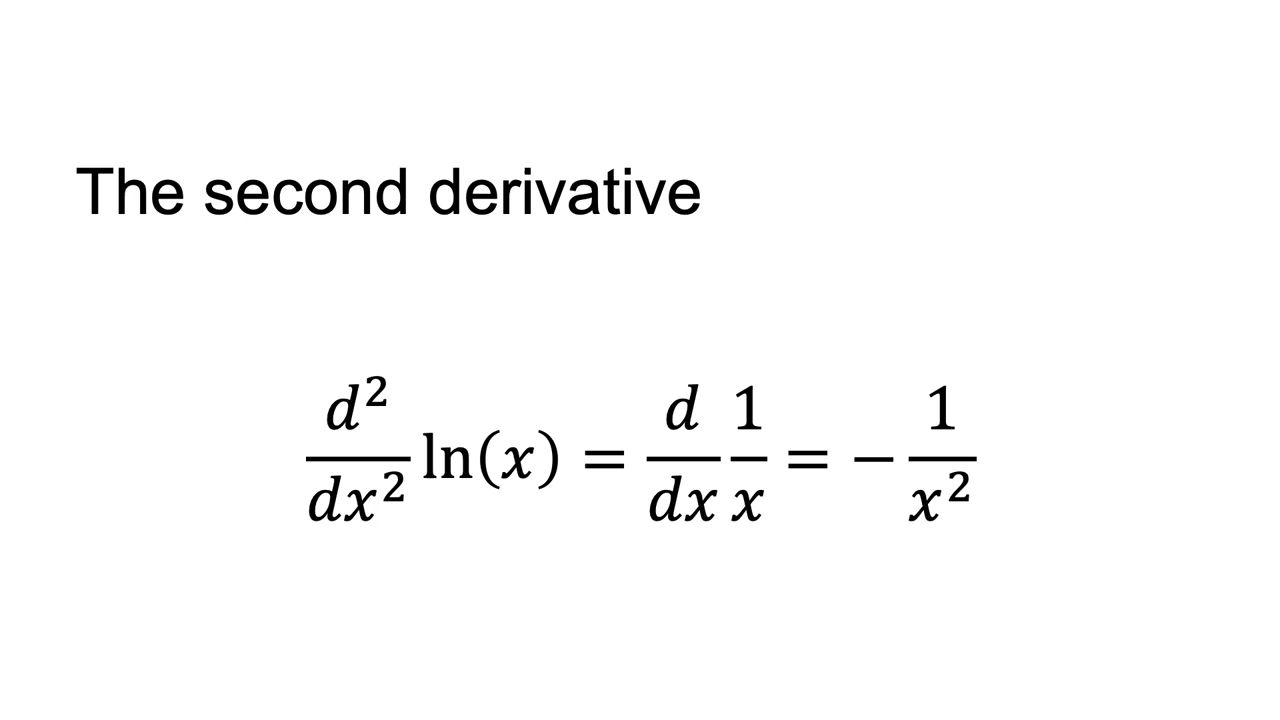 The second derivative
d²/dx² ln(x) = d/dx 1/x = −1/x²